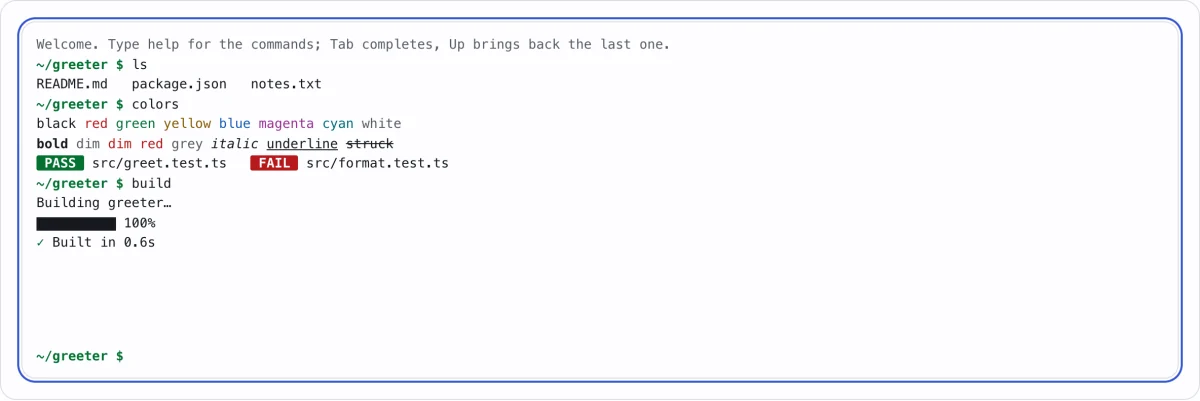 Welcome. Type help for the commands; Tab completes, Up brings back the last one.
~/greeter $ ls
README.md   package.json   notes.txt
~/greeter $ colors
black red green yellow blue magenta cyan white
bold dim dim red grey italic underline struck
PASS src/greet.test.ts   FAIL src/format.test.ts
~/greeter $ build
Building greeter…
██████████ 100%
✓ Built in 0.6s
~/greeter $